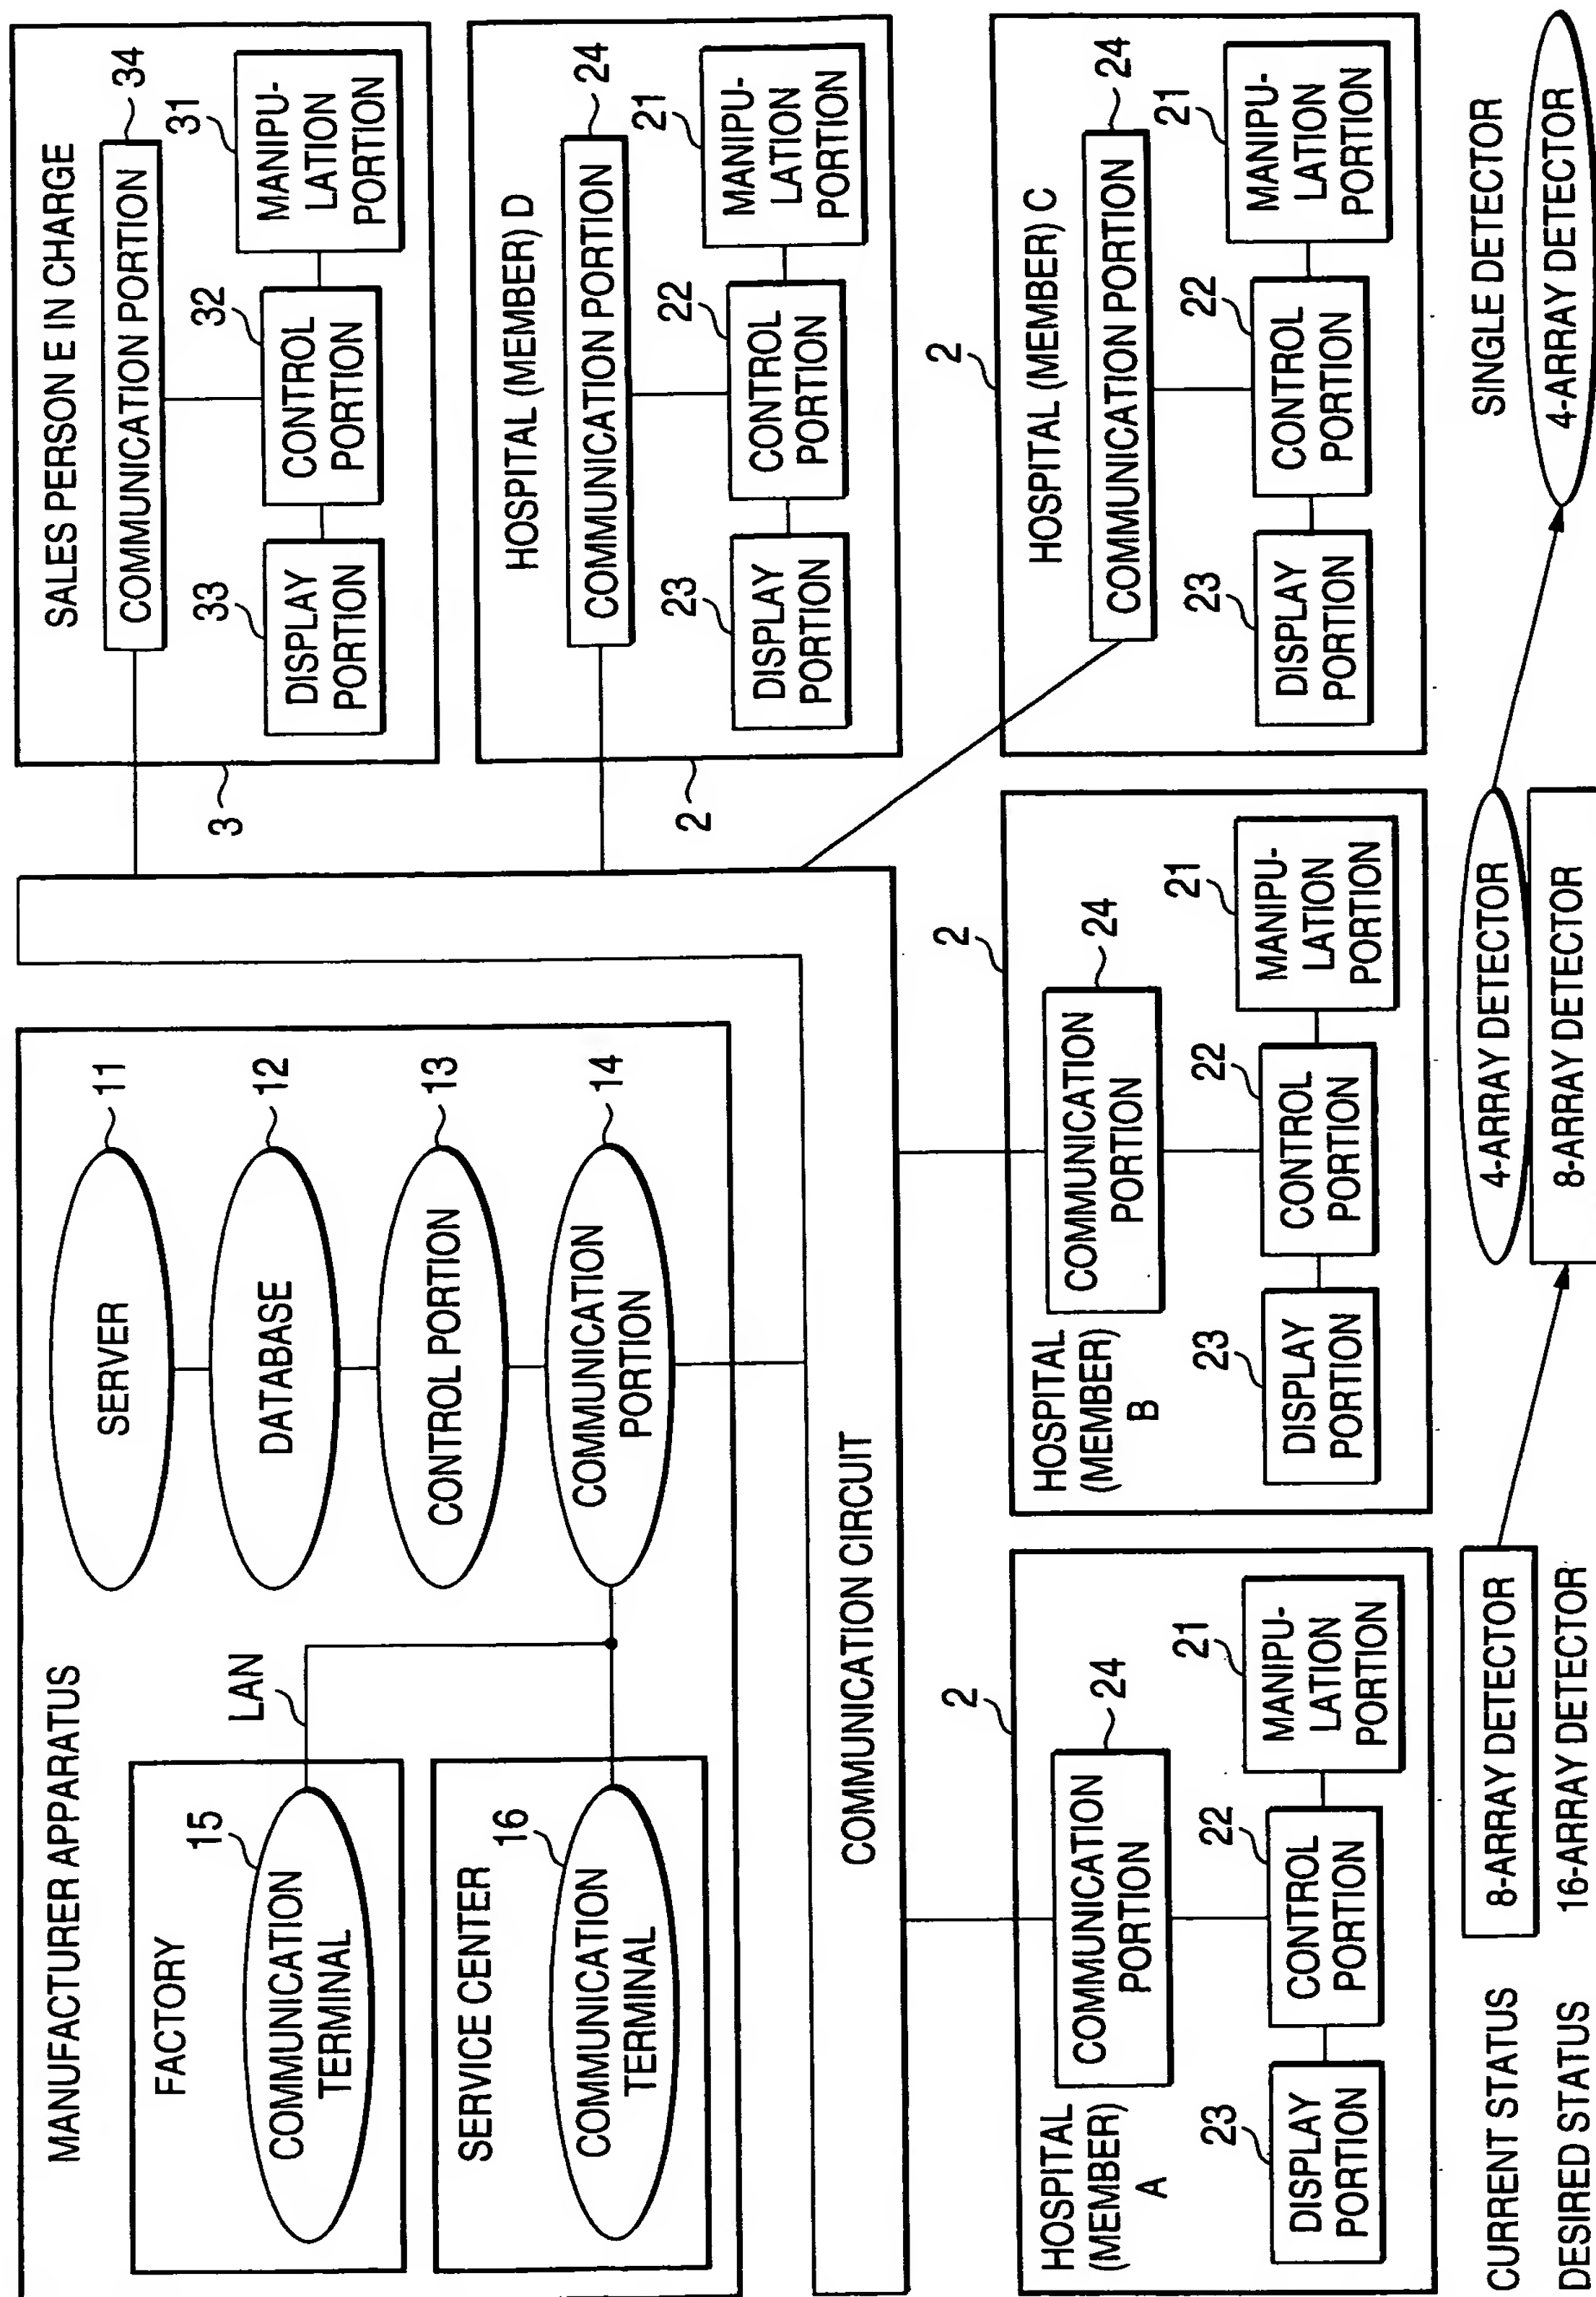 MANUFACTURER APPARATUS
FACTORY
15
COMMUNICATION
TERMINAL
LAN
SERVICE CENTER
16
COMMUNICATION
TERMINAL
SERVER
11
DATABASE
12
CONTROL PORTION
13
COMMUNICATION
PORTION
14
COMMUNICATION CIRCUIT
SALES PERSON E IN CHARGE
COMMUNICATION PORTION
34
33
DISPLAY
PORTION
32
CONTROL
PORTION
31
MANIPU-
LATION
PORTION
3
HOSPITAL (MEMBER) D
COMMUNICATION PORTION
24
23
DISPLAY
PORTION
22
CONTROL
PORTION
21
MANIPU-
LATION
PORTION
2
HOSPITAL
(MEMBER)
A
2
COMMUNICATION
PORTION
24
23
DISPLAY
PORTION
22
CONTROL
PORTION
21
MANIPU-
LATION
PORTION
HOSPITAL
(MEMBER)
B
2
COMMUNICATION
PORTION
24
23
DISPLAY
PORTION
22
CONTROL
PORTION
21
MANIPU-
LATION
PORTION
2
HOSPITAL (MEMBER) C
COMMUNICATION PORTION
24
23
DISPLAY
PORTION
22
CONTROL
PORTION
21
MANIPU-
LATION
PORTION
CURRENT STATUS
8-ARRAY DETECTOR
4-ARRAY DETECTOR
SINGLE DETECTOR
DESIRED STATUS
16-ARRAY DETECTOR
8-ARRAY DETECTOR
4-ARRAY DETECTOR